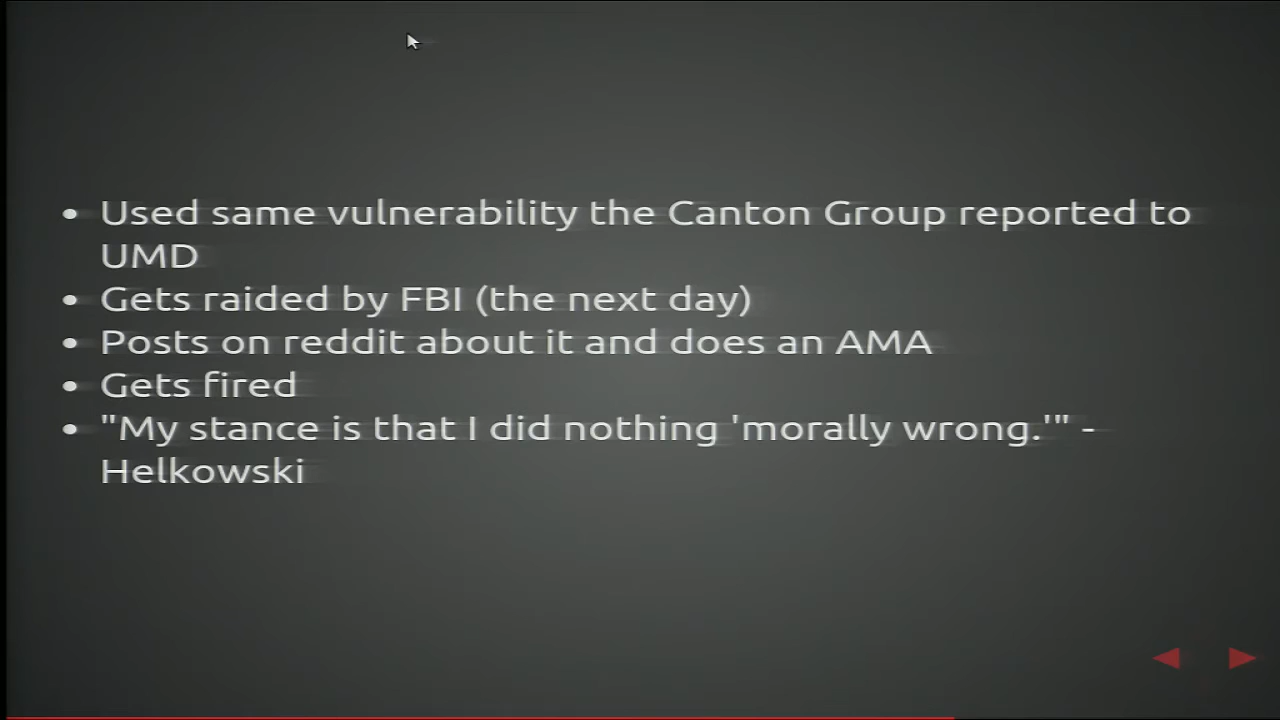 • Used same vulnerability the Canton Group reported to
UMD
• Gets raided by FBI (the next day)
• Posts on reddit about it and does an AMA
• Gets fired
• "My stance is that I did nothing 'morally wrong.'" -
Helkowski